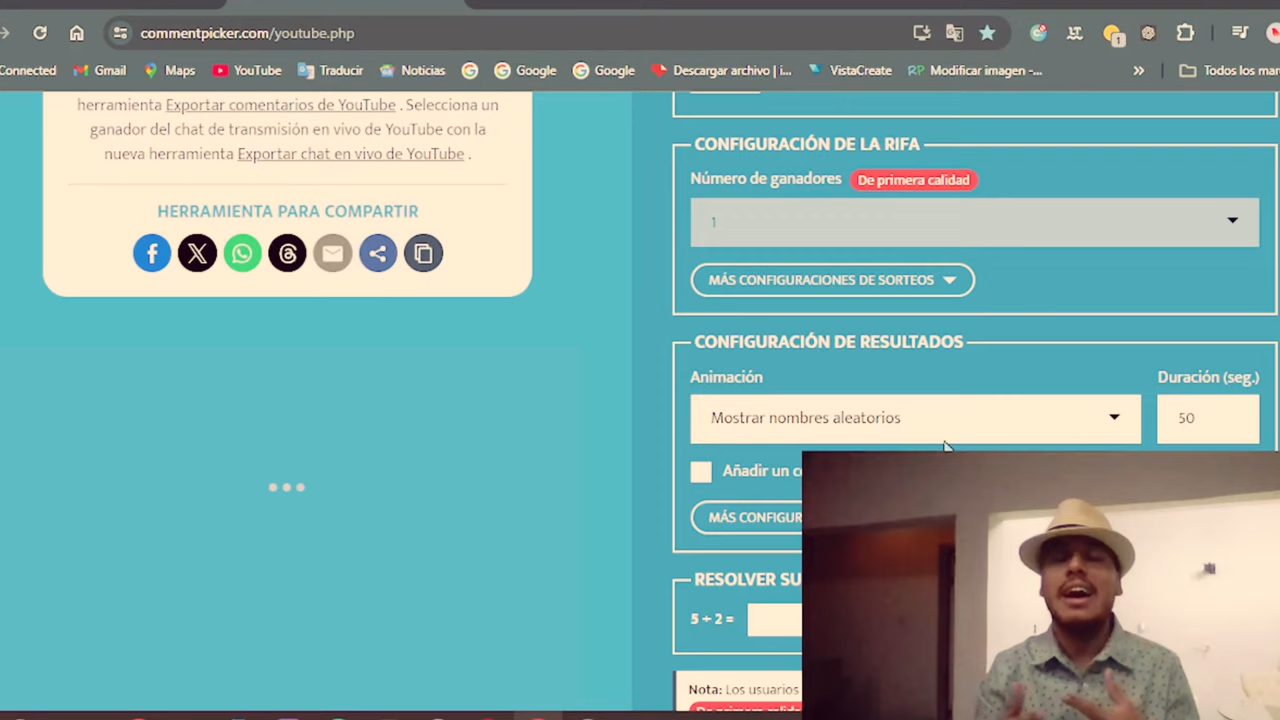 commentpicker.com/youtube.php
Connected
Gmail
Maps
YouTube
Traducir
Noticias
Google
Google
Descargar archivo | i...
VistaCreate
RP Modificar imagen -...
»
Todos los mar
herramienta Exportar comentarios de YouTube . Selecciona un
ganador del chat de transmisión en vivo de YouTube con la
nueva herramienta Exportar chat en vivo de YouTube .
HERRAMIENTA PARA COMPARTIR
CONFIGURACIÓN DE LA RIFA
Número de ganadores De primera calidad
1
MÁS CONFIGURACIONES DE SORTEOS
CONFIGURACIÓN DE RESULTADOS
Animación Duración (seg.)
Mostrar nombres aleatorios 50
Añadir un c
MÁS CONFIGUR
RESOLVER SU
5 + 2 =
Nota: Los usuarios
De primera calida